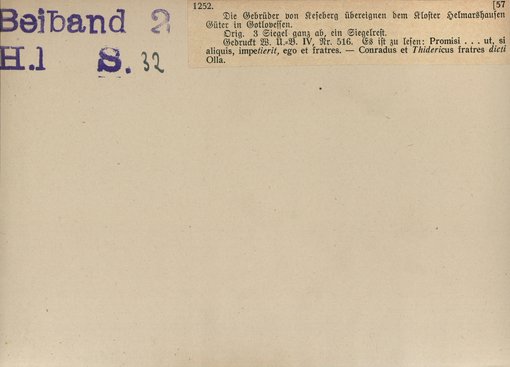 Beiband 2
H.1 S. 32
1252. [57
Die Gebrüder von Keseberg übereignen dem Kloster Helmarshausen
Güter in Gotlovessen.
Orig. 3 Siegel ganz ab, ein Siegelrest.
Gedruckt W. U.-B. IV, Nr. 516. Es ist zu lesen: Promisi . . . ut, si
aliquis, impetierit, ego et fratres. — Conradus et Thidericus fratres dicti
Olla.